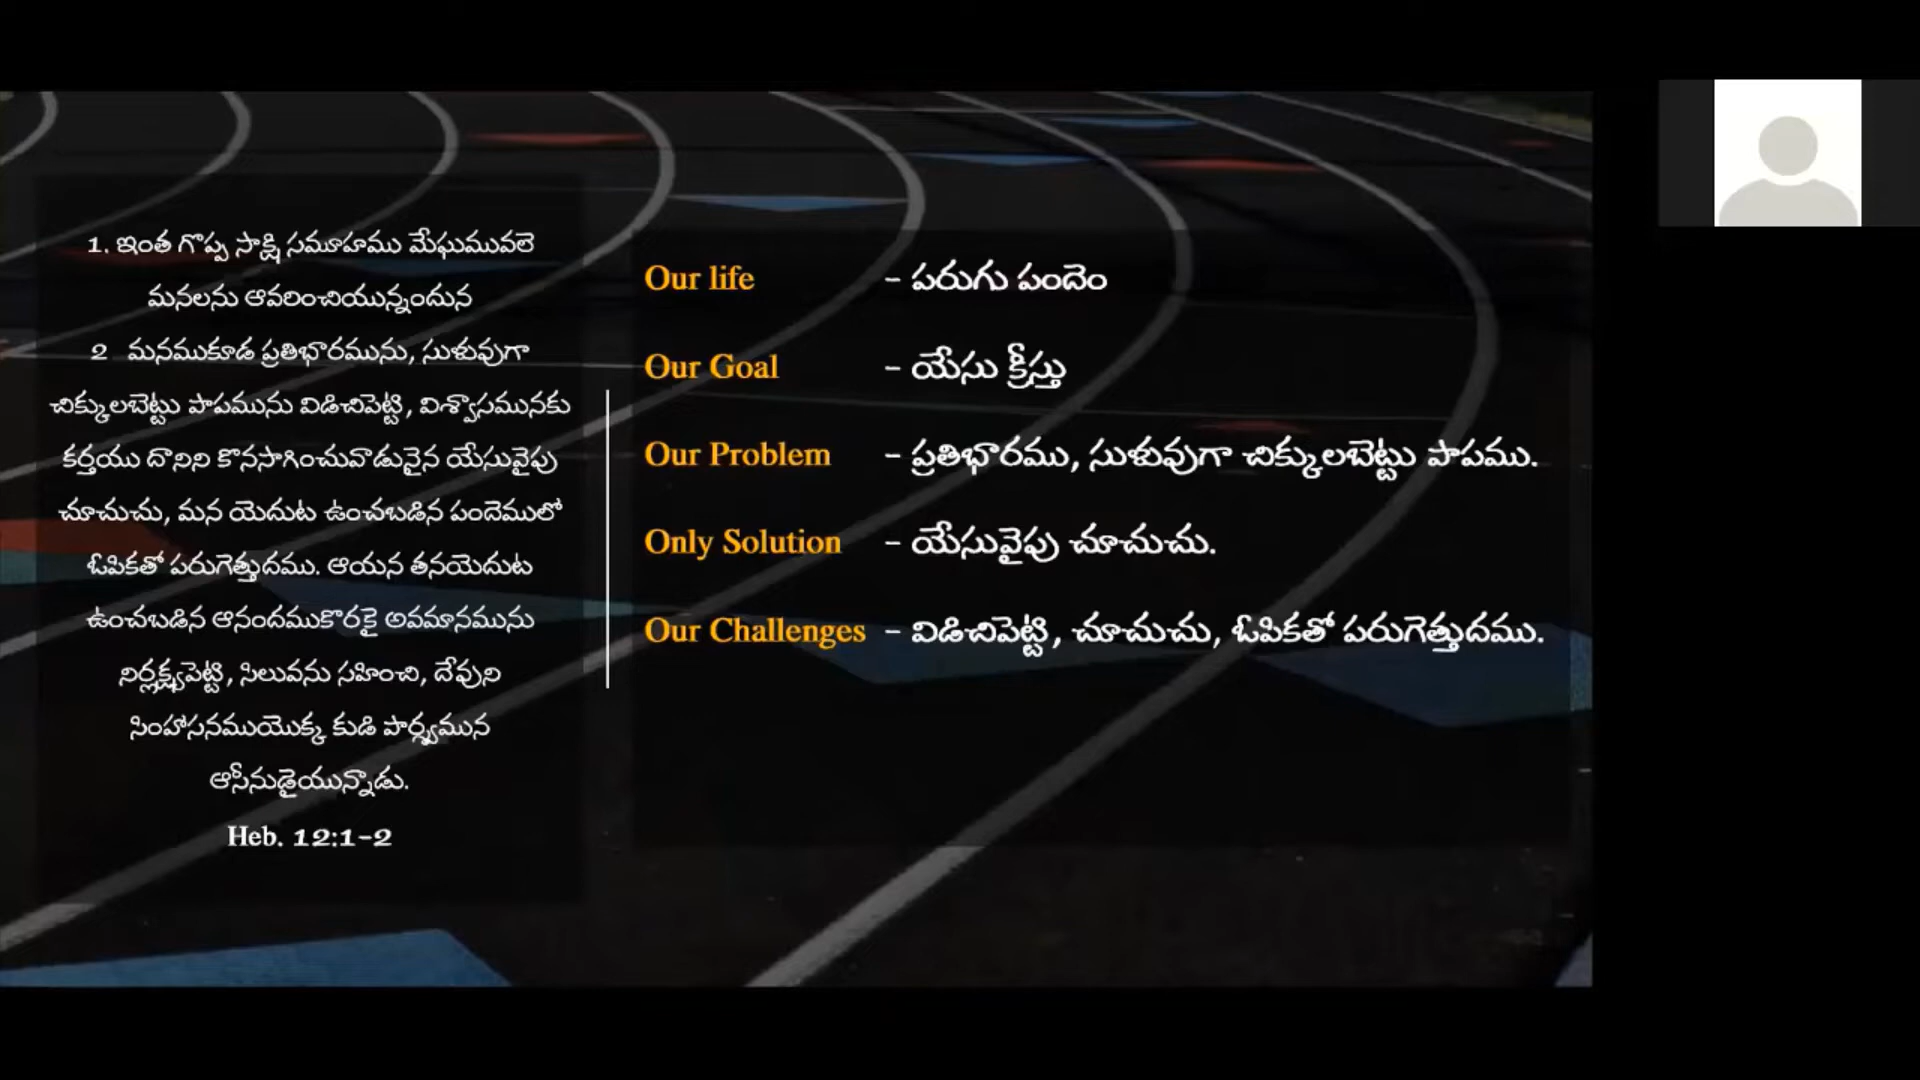 1. ఇంత గొప్ప సాక్షి సమూహము మేఘమువలె
మనలను ఆవరించియున్నందున
2 మనముకూడ ప్రతిభారమును, సుళువుగా
చిక్కులబెట్టు పాపమును విడిచిపెట్టి, విశ్వాసమునకు
కర్తయు దానిని కొనసాగించువాడునైన యేసువైపు
చూచుచు, మన యెదుట ఉంచబడిన పందెములో
ఓపికతో పరుగెత్తుదము. ఆయన తనయెదుట
ఉంచబడిన ఆనందముకొరకై అవమానమును
నిర్లక్ష్యపెట్టి, సిలువను సహించి, దేవుని
సింహాసనముయొక్క కుడి పార్శ్వమున
ఆసీనుడైయున్నాడు.
Heb. 12:1-2
Our life - పరుగు పందెం
Our Goal - యేసు క్రీస్తు
Our Problem - ప్రతిభారము, సుళువుగా చిక్కులబెట్టు పాపము.
Only Solution - యేసువైపు చూచుచు.
Our Challenges - విడిచిపెట్టి, చూచుచు, ఓపికతో పరుగెత్తుదము.